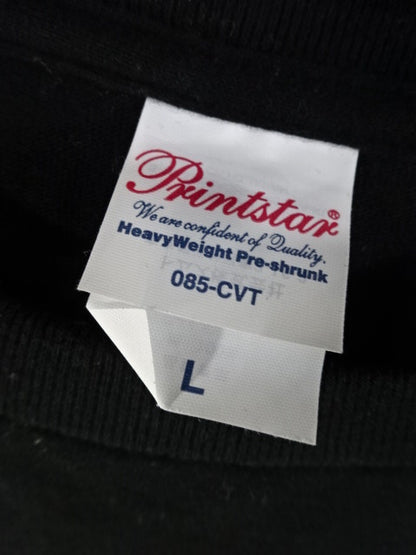 Printstar®
We are confident of Quality.
HeavyWeight Pre-shrunk
085-CVT
L